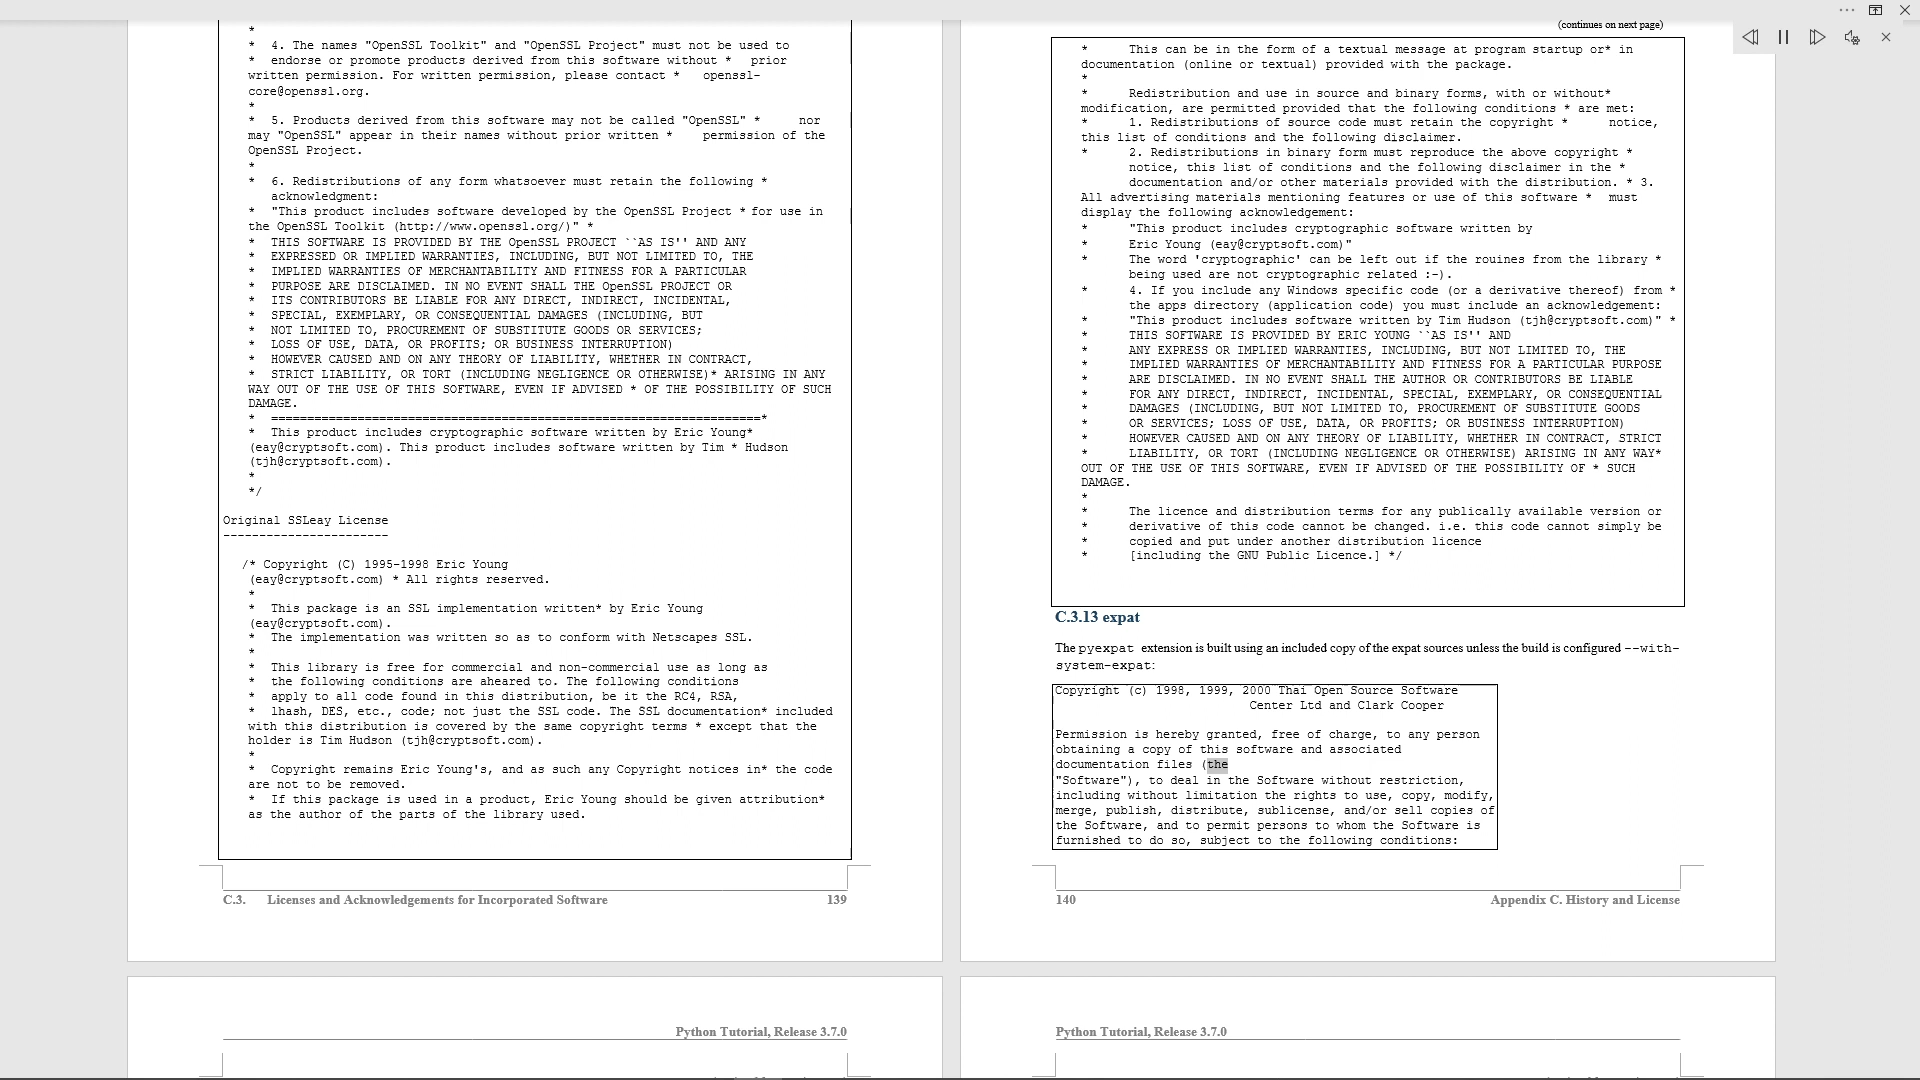 *
*  4. The names "OpenSSL Toolkit" and "OpenSSL Project" must not be used to
*  endorse or promote products derived from this software without *   prior
written permission. For written permission, please contact *   openssl-
core@openssl.org.
*
*  5. Products derived from this software may not be called "OpenSSL" *     nor
may "OpenSSL" appear in their names without prior written *    permission of the
OpenSSL Project.
*
*  6. Redistributions of any form whatsoever must retain the following *
acknowledgment:
*  "This product includes software developed by the OpenSSL Project * for use in
the OpenSSL Toolkit (http://www.openssl.org/)" *
*  THIS SOFTWARE IS PROVIDED BY THE OpenSSL PROJECT ``AS IS'' AND ANY
*  EXPRESSED OR IMPLIED WARRANTIES, INCLUDING, BUT NOT LIMITED TO, THE
*  IMPLIED WARRANTIES OF MERCHANTABILITY AND FITNESS FOR A PARTICULAR
*  PURPOSE ARE DISCLAIMED. IN NO EVENT SHALL THE OpenSSL PROJECT OR
*  ITS CONTRIBUTORS BE LIABLE FOR ANY DIRECT, INDIRECT, INCIDENTAL,
*  SPECIAL, EXEMPLARY, OR CONSEQUENTIAL DAMAGES (INCLUDING, BUT
*  NOT LIMITED TO, PROCUREMENT OF SUBSTITUTE GOODS OR SERVICES;
*  LOSS OF USE, DATA, OR PROFITS; OR BUSINESS INTERRUPTION)
*  HOWEVER CAUSED AND ON ANY THEORY OF LIABILITY, WHETHER IN CONTRACT,
*  STRICT LIABILITY, OR TORT (INCLUDING NEGLIGENCE OR OTHERWISE)* ARISING IN ANY
WAY OUT OF THE USE OF THIS SOFTWARE, EVEN IF ADVISED * OF THE POSSIBILITY OF SUCH
DAMAGE.
*  ====================================================================*
*  This product includes cryptographic software written by Eric Young*
(eay@cryptsoft.com). This product includes software written by Tim * Hudson
(tjh@cryptsoft.com).
*
*/
Original SSLeay License
-----------------------
/* Copyright (C) 1995-1998 Eric Young
(eay@cryptsoft.com) * All rights reserved.
*
*  This package is an SSL implementation written* by Eric Young
(eay@cryptsoft.com).
*  The implementation was written so as to conform with Netscapes SSL.
*
*  This library is free for commercial and non-commercial use as long as
*  the following conditions are aheared to. The following conditions
*  apply to all code found in this distribution, be it the RC4, RSA,
*  lhash, DES, etc., code; not just the SSL code. The SSL documentation* included
with this distribution is covered by the same copyright terms * except that the
holder is Tim Hudson (tjh@cryptsoft.com).
*
*  Copyright remains Eric Young's, and as such any Copyright notices in* the code
are not to be removed.
*  If this package is used in a product, Eric Young should be given attribution*
as the author of the parts of the library used.
C.3. Licenses and Acknowledgements for Incorporated Software 139
(continues on next page)
*     This can be in the form of a textual message at program startup or* in
documentation (online or textual) provided with the package.
*
*     Redistribution and use in source and binary forms, with or without*
modification, are permitted provided that the following conditions * are met:
*     1. Redistributions of source code must retain the copyright *     notice,
this list of conditions and the following disclaimer.
*     2. Redistributions in binary form must reproduce the above copyright *
notice, this list of conditions and the following disclaimer in the *
documentation and/or other materials provided with the distribution. * 3.
All advertising materials mentioning features or use of this software *  must
display the following acknowledgement:
*     "This product includes cryptographic software written by
*     Eric Young (eay@cryptsoft.com)"
*     The word 'cryptographic' can be left out if the rouines from the library *
being used are not cryptographic related :-).
*     4. If you include any Windows specific code (or a derivative thereof) from *
the apps directory (application code) you must include an acknowledgement:
*     "This product includes software written by Tim Hudson (tjh@cryptsoft.com)" *
*     THIS SOFTWARE IS PROVIDED BY ERIC YOUNG ``AS IS'' AND
*     ANY EXPRESS OR IMPLIED WARRANTIES, INCLUDING, BUT NOT LIMITED TO, THE
*     IMPLIED WARRANTIES OF MERCHANTABILITY AND FITNESS FOR A PARTICULAR PURPOSE
*     ARE DISCLAIMED. IN NO EVENT SHALL THE AUTHOR OR CONTRIBUTORS BE LIABLE
*     FOR ANY DIRECT, INDIRECT, INCIDENTAL, SPECIAL, EXEMPLARY, OR CONSEQUENTIAL
*     DAMAGES (INCLUDING, BUT NOT LIMITED TO, PROCUREMENT OF SUBSTITUTE GOODS
*     OR SERVICES; LOSS OF USE, DATA, OR PROFITS; OR BUSINESS INTERRUPTION)
*     HOWEVER CAUSED AND ON ANY THEORY OF LIABILITY, WHETHER IN CONTRACT, STRICT
*     LIABILITY, OR TORT (INCLUDING NEGLIGENCE OR OTHERWISE) ARISING IN ANY WAY*
OUT OF THE USE OF THIS SOFTWARE, EVEN IF ADVISED OF THE POSSIBILITY OF * SUCH
DAMAGE.
*
*     The licence and distribution terms for any publically available version or
*     derivative of this code cannot be changed. i.e. this code cannot simply be
*     copied and put under another distribution licence
*     [including the GNU Public Licence.] */
C.3.13 expat
The pyexpat extension is built using an included copy of the expat sources unless the build is configured --with-
system-expat:
Copyright (c) 1998, 1999, 2000 Thai Open Source Software
Center Ltd and Clark Cooper
Permission is hereby granted, free of charge, to any person
obtaining a copy of this software and associated
documentation files (the
"Software"), to deal in the Software without restriction,
including without limitation the rights to use, copy, modify,
merge, publish, distribute, sublicense, and/or sell copies of
the Software, and to permit persons to whom the Software is
furnished to do so, subject to the following conditions:
140 Appendix C. History and License
Python Tutorial, Release 3.7.0
Python Tutorial, Release 3.7.0